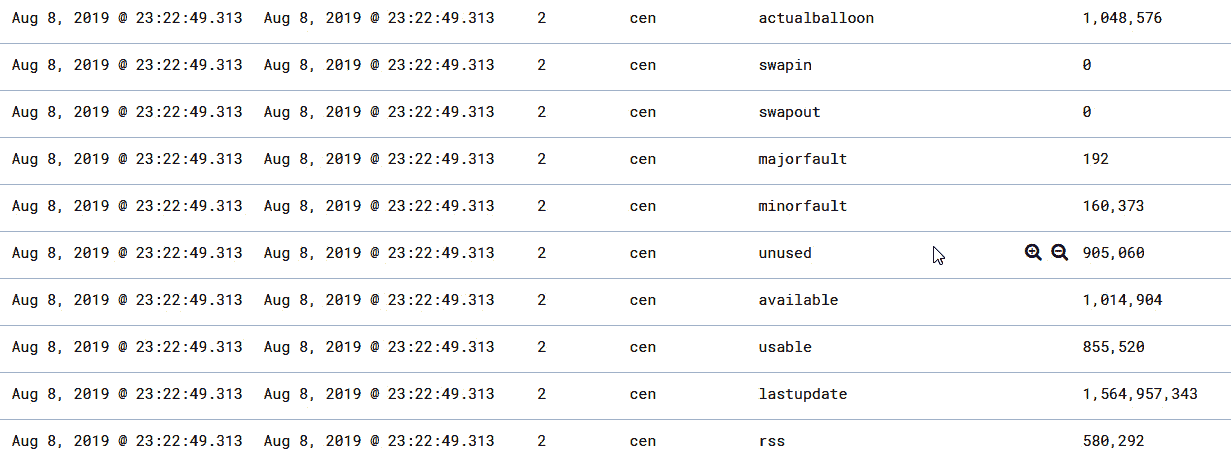 Aug 8, 2019 @ 23:22:49.313 Aug 8, 2019 @ 23:22:49.313 2 cen actualballoon 1,048,576
Aug 8, 2019 @ 23:22:49.313 Aug 8, 2019 @ 23:22:49.313 2 cen swapin 0
Aug 8, 2019 @ 23:22:49.313 Aug 8, 2019 @ 23:22:49.313 2 cen swapout 0
Aug 8, 2019 @ 23:22:49.313 Aug 8, 2019 @ 23:22:49.313 2 cen majorfault 192
Aug 8, 2019 @ 23:22:49.313 Aug 8, 2019 @ 23:22:49.313 2 cen minorfault 160,373
Aug 8, 2019 @ 23:22:49.313 Aug 8, 2019 @ 23:22:49.313 2 cen unused 905,060
Aug 8, 2019 @ 23:22:49.313 Aug 8, 2019 @ 23:22:49.313 2 cen available 1,014,904
Aug 8, 2019 @ 23:22:49.313 Aug 8, 2019 @ 23:22:49.313 2 cen usable 855,520
Aug 8, 2019 @ 23:22:49.313 Aug 8, 2019 @ 23:22:49.313 2 cen lastupdate 1,564,957,343
Aug 8, 2019 @ 23:22:49.313 Aug 8, 2019 @ 23:22:49.313 2 cen rss 580,292